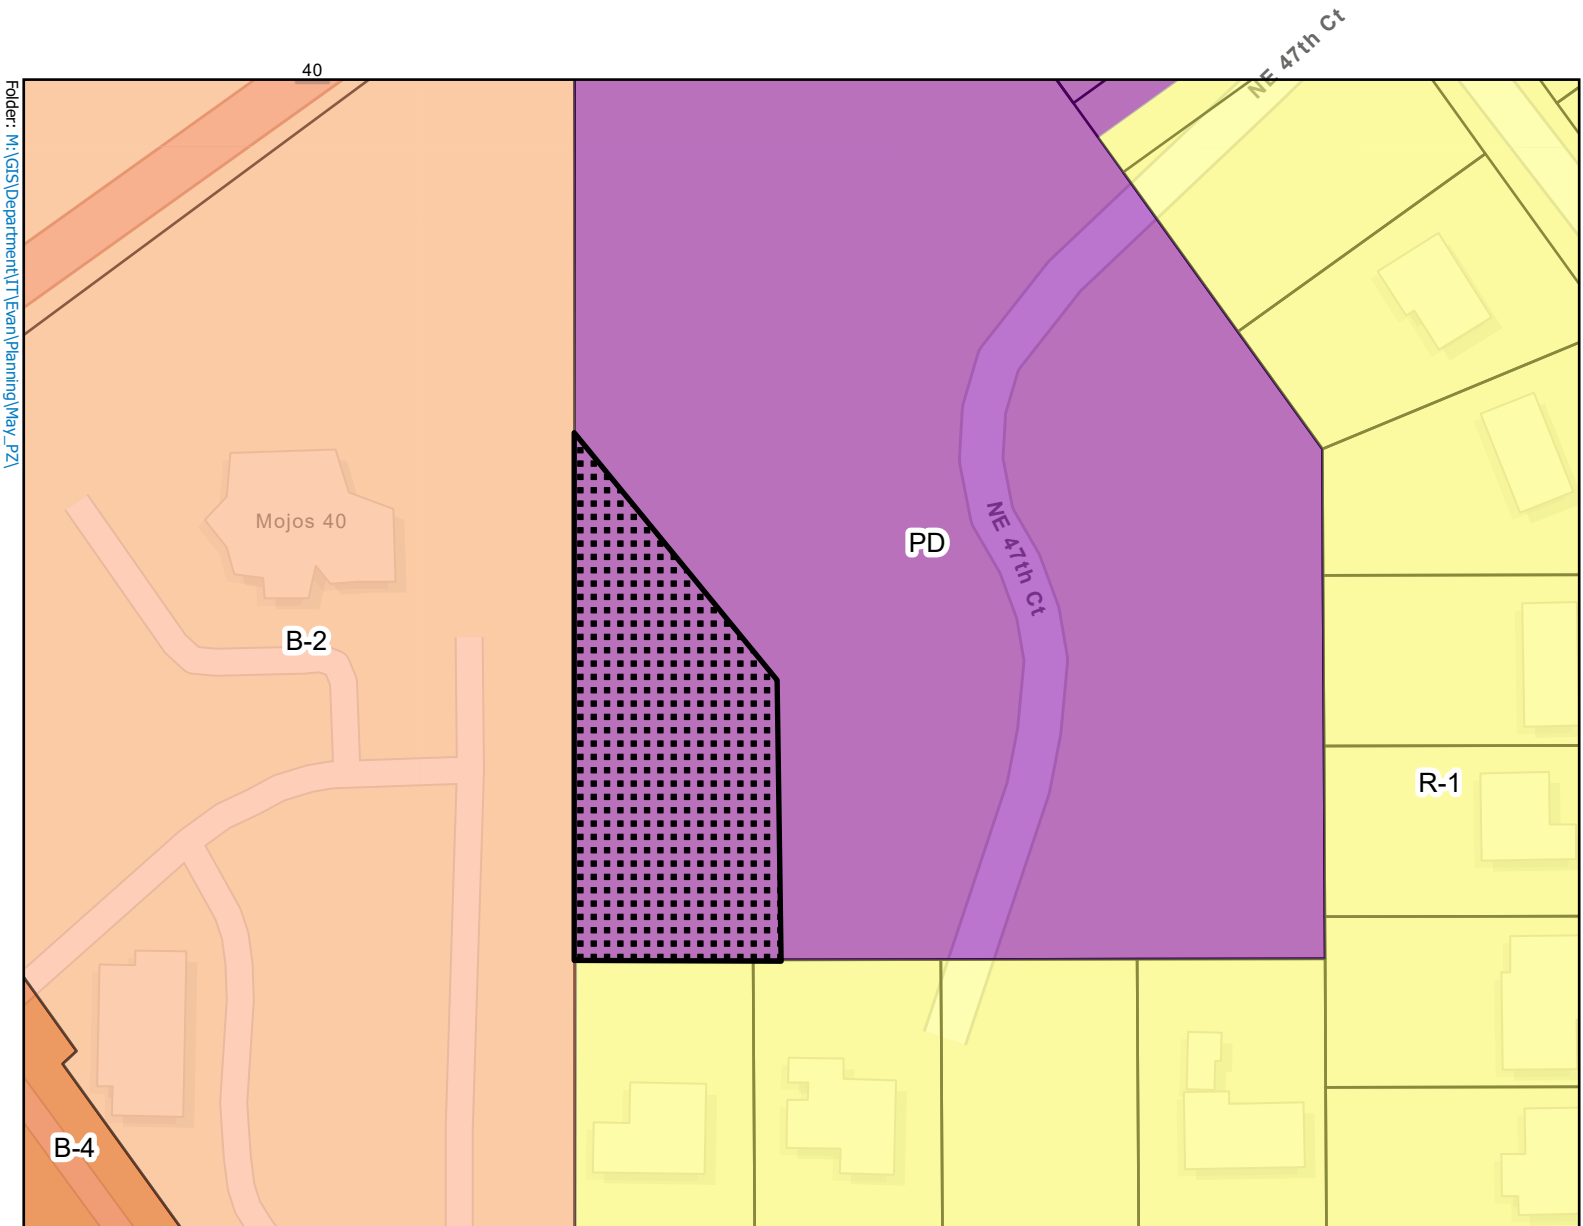 NE 47th Ct
40
Folder: M:\GIS\Department\IT\Evan\Planning\May_PZ\
Mojos 40
NE 47th Ct
PD
B-2
R-1
B-4